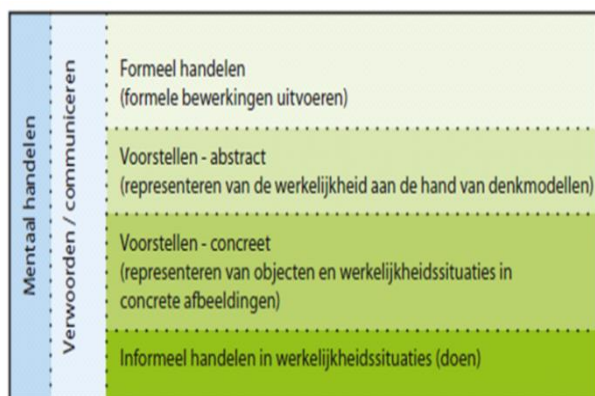 Mentaal handelen
Verwoorden / communiceren
Formeel handelen
(formele bewerkingen uitvoeren)
Voorstellen - abstract
(representeren van de werkelijkheid aan de hand van denkmodellen)
Voorstellen - concreet
(representeren van objecten en werkelijkheidssituaties in
concrete afbeeldingen)
Informeel handelen in werkelijkheidssituaties (doen)